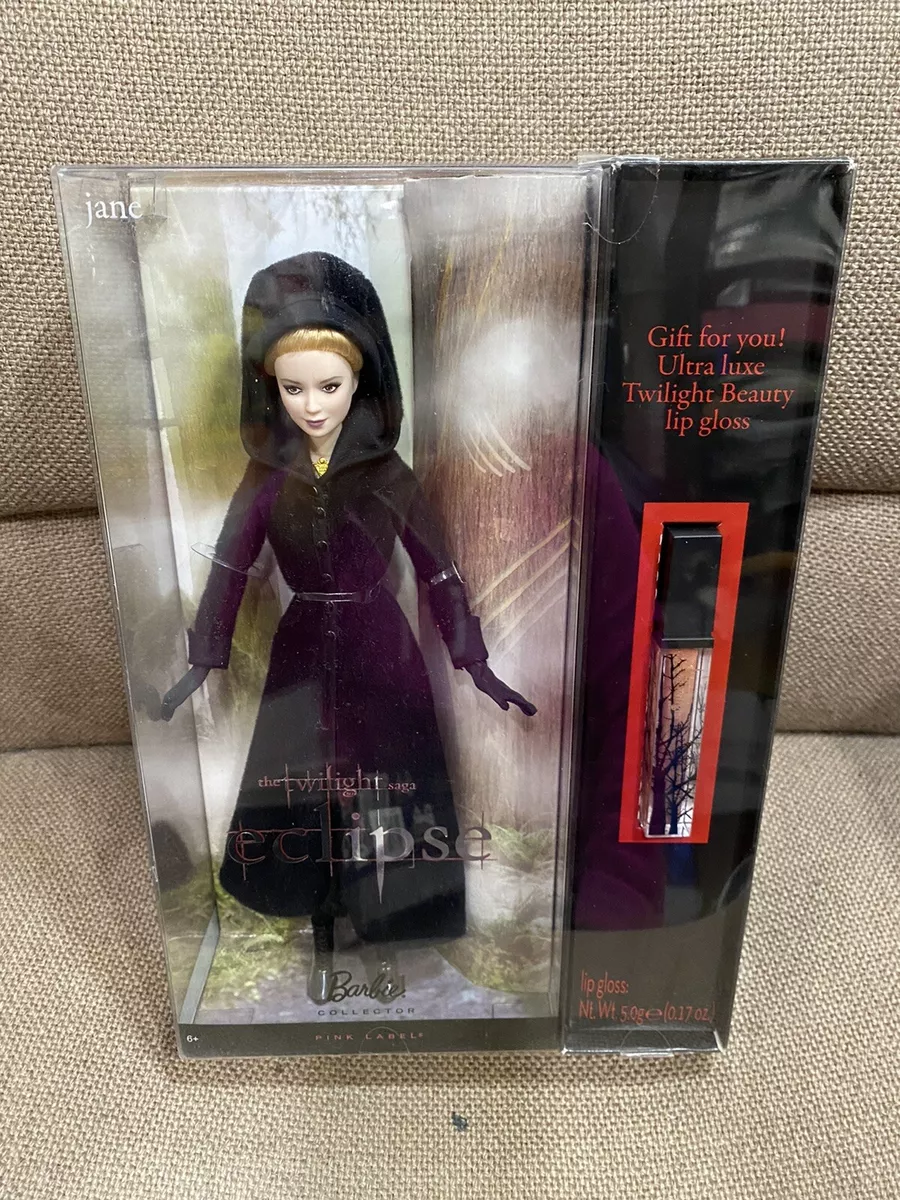 jane
the twilight saga
eclipse
Barbie.
COLLECTOR
PINK LABEL®
6+
Gift for you!
Ultra luxe
Twilight Beauty
lip gloss
lip gloss:
Nt. Wt. 5.0g e (0.17 oz.)